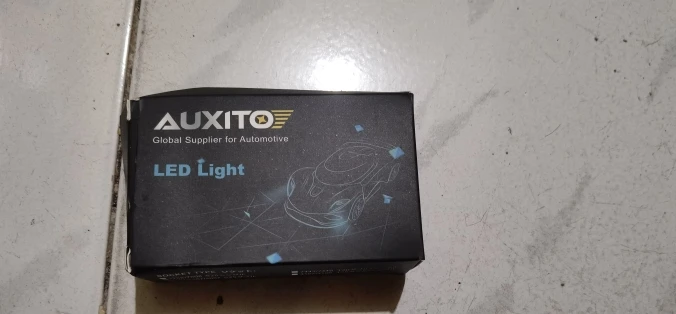 AUXITO
Global Supplier for Automotive
LED Light